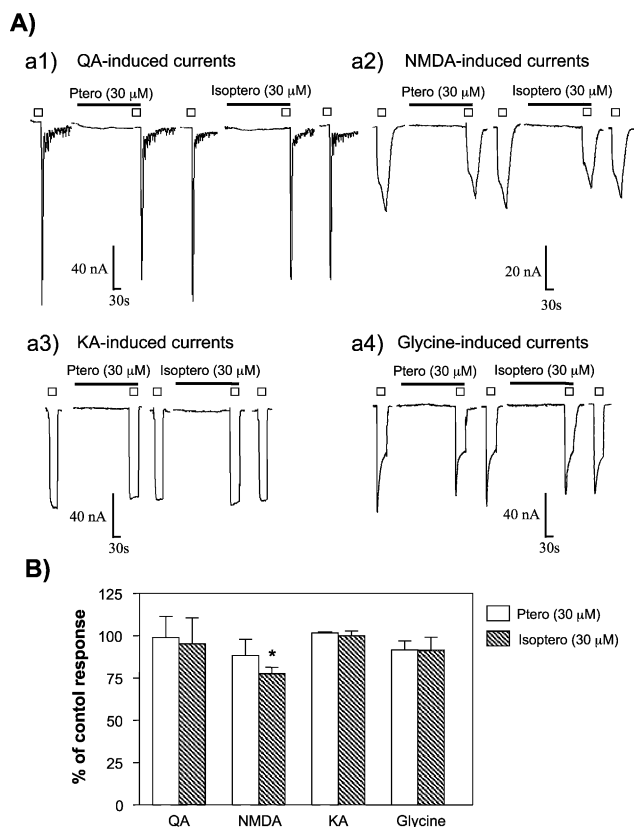 A)
a1) QA-induced currents
Ptero (30 μM) Isoptero (30 μM)
40 nA
30s
a2) NMDA-induced currents
Ptero (30 μM) Isoptero (30 μM)
20 nA
30s
a3) KA-induced currents
Ptero (30 μM) Isoptero (30 μM)
40 nA
30s
a4) Glycine-induced currents
Ptero (30 μM) Isoptero (30 μM)
40 nA
30s
B)
% of contol response
125
100
75
50
25
0
*
QA NMDA KA Glycine
Ptero (30 μM)
Isoptero (30 μM)